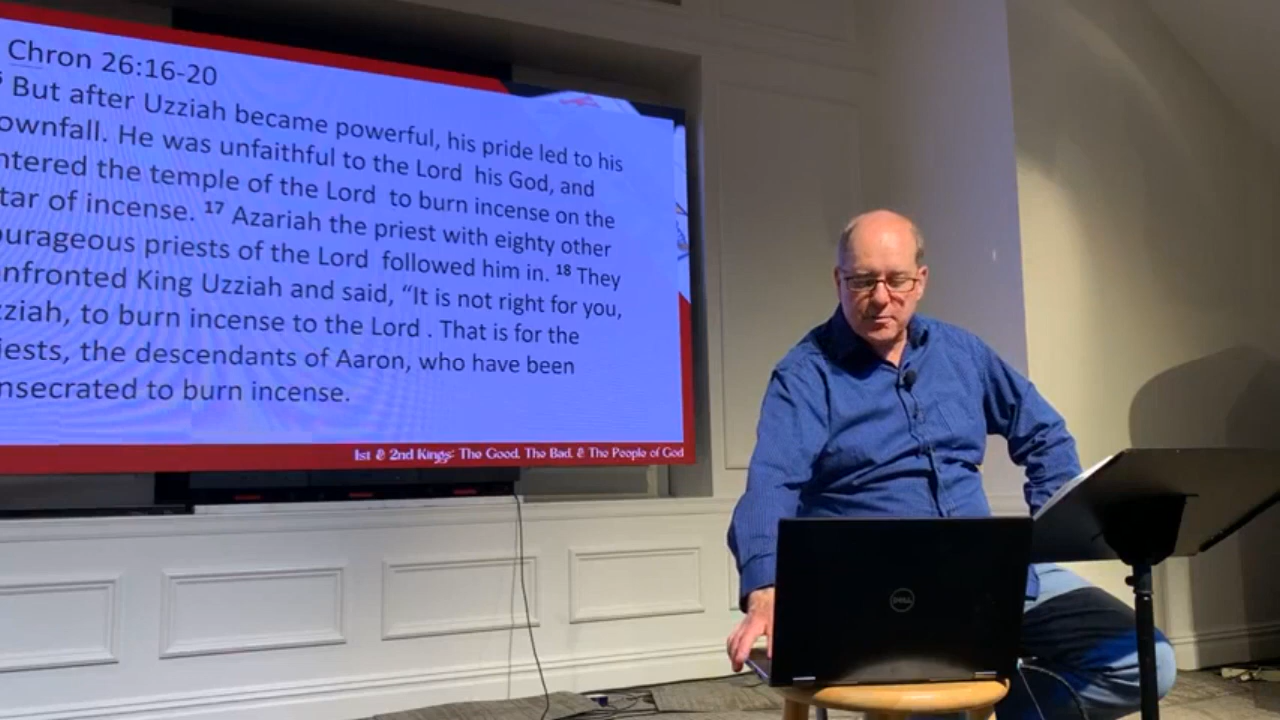 Chron 26:16-20
But after Uzziah became powerful, his pride led to his
ownfall. He was unfaithful to the Lord his God, and
ntered the temple of the Lord to burn incense on the
tar of incense. 17 Azariah the priest with eighty other
ourageous priests of the Lord followed him in. 18 They
nfronted King Uzziah and said, “It is not right for you,
ziah, to burn incense to the Lord . That is for the
iests, the descendants of Aaron, who have been
nsecrated to burn incense.
1st & 2nd Kings: The Good, The Bad, & The People of God
DELL